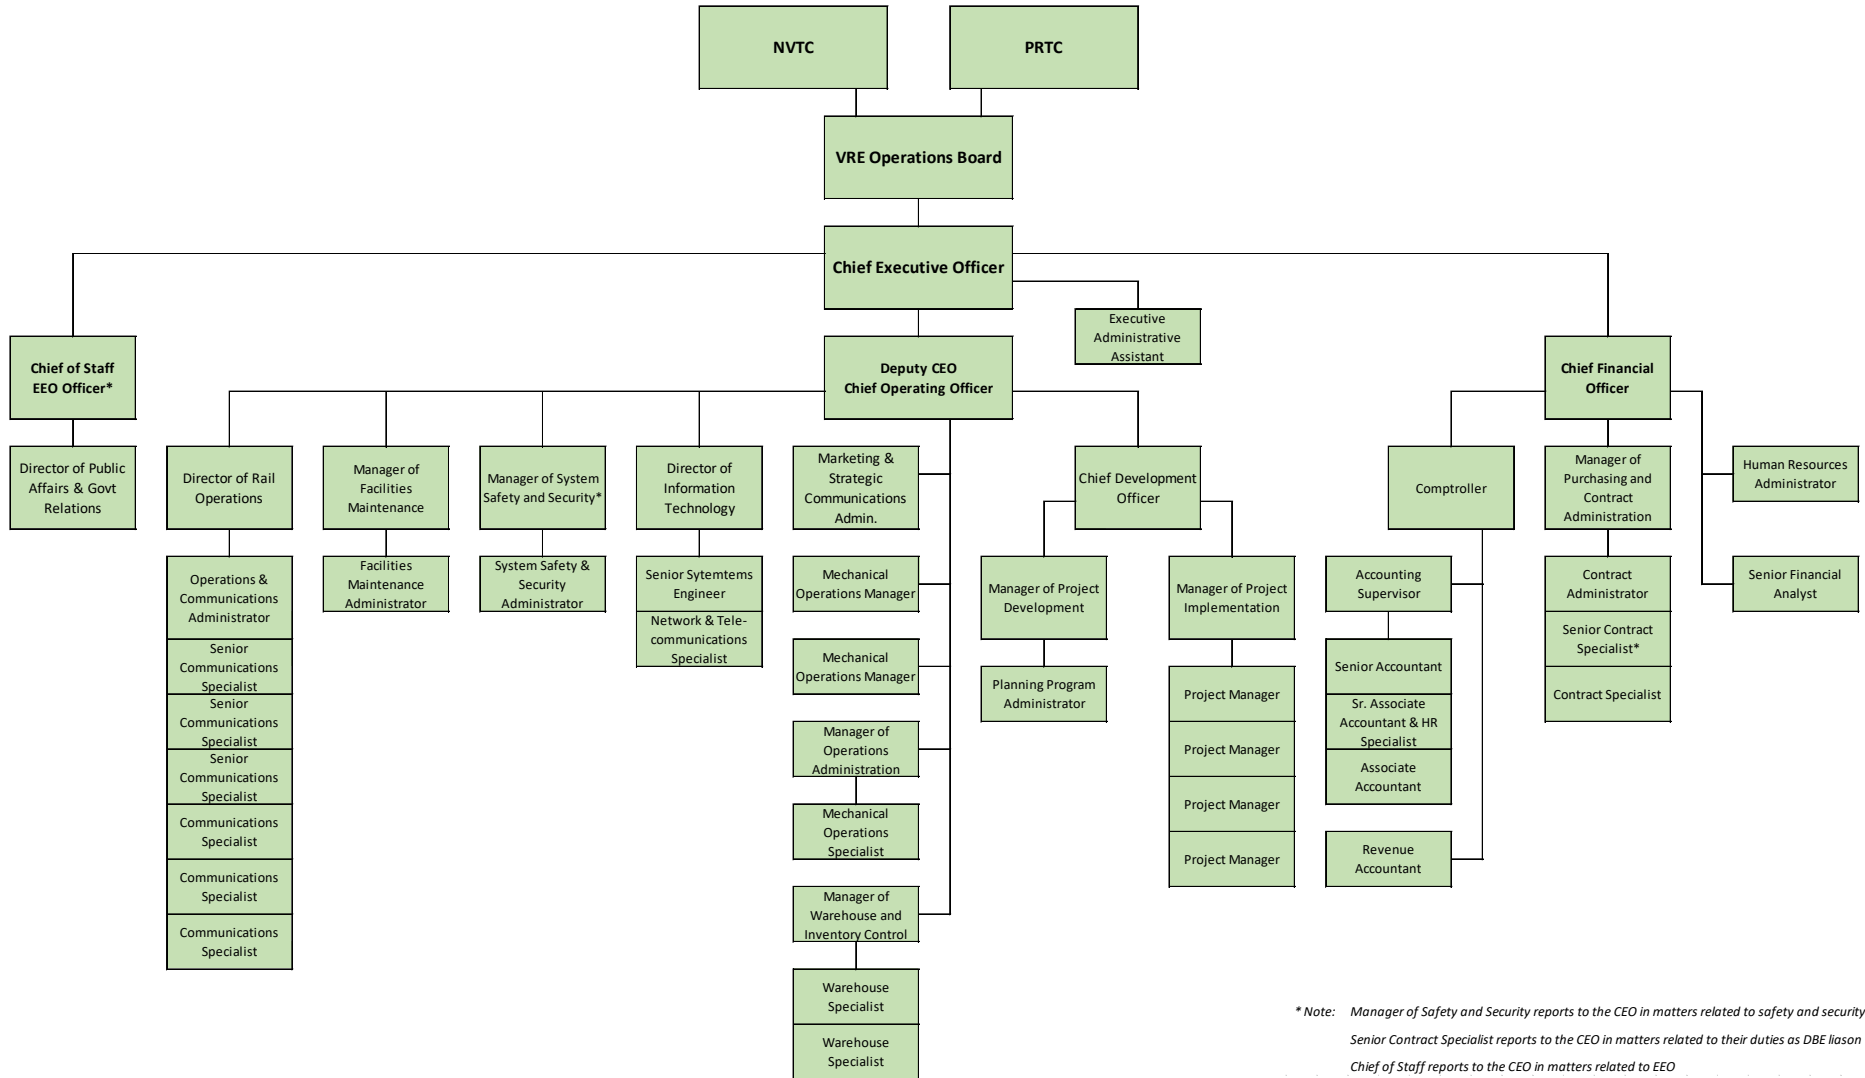 NVTC
PRTC
VRE Operations Board
Chief Executive Officer
Executive
Administrative
Assistant
Chief of Staff
EEO Officer*
Deputy CEO
Chief Operating Officer
Chief Financial
Officer
Director of Public
Affairs & Govt
Relations
Director of Rail
Operations
Manager of
Facilities
Maintenance
Manager of System
Safety and Security*
Director of
Information
Technology
Marketing &
Strategic
Communications
Admin.
Chief Development
Officer
Comptroller
Manager of
Purchasing and
Contract
Administration
Human Resources
Administrator
Operations &
Communications
Administrator
Senior
Communications
Specialist
Senior
Communications
Specialist
Senior
Communications
Specialist
Communications
Specialist
Communications
Specialist
Communications
Specialist
Facilities
Maintenance
Administrator
System Safety &
Security
Administrator
Senior Sytemtems
Engineer
Network & Tele-
communications
Specialist
Mechanical
Operations Manager
Mechanical
Operations Manager
Manager of
Operations
Administration
Mechanical
Operations
Specialist
Manager of
Warehouse and
Inventory Control
Warehouse
Specialist
Warehouse
Specialist
Manager of Project
Development
Planning Program
Administrator
Manager of Project
Implementation
Project Manager
Project Manager
Project Manager
Project Manager
Accounting
Supervisor
Senior Accountant
Sr. Associate
Accountant & HR
Specialist
Associate
Accountant
Revenue
Accountant
Contract
Administrator
Senior Contract
Specialist*
Contract Specialist
Senior Financial
Analyst
* Note: Manager of Safety and Security reports to the CEO in matters related to safety and security
Senior Contract Specialist reports to the CEO in matters related to their duties as DBE liason
Chief of Staff reports to the CEO in matters related to EEO